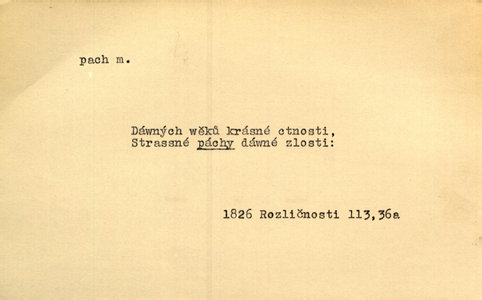 pach m.
Dáwných wěků krásné ctnosti,
Strassné páchy dáwné zlosti:
1826 Rozličnosti 113,36a